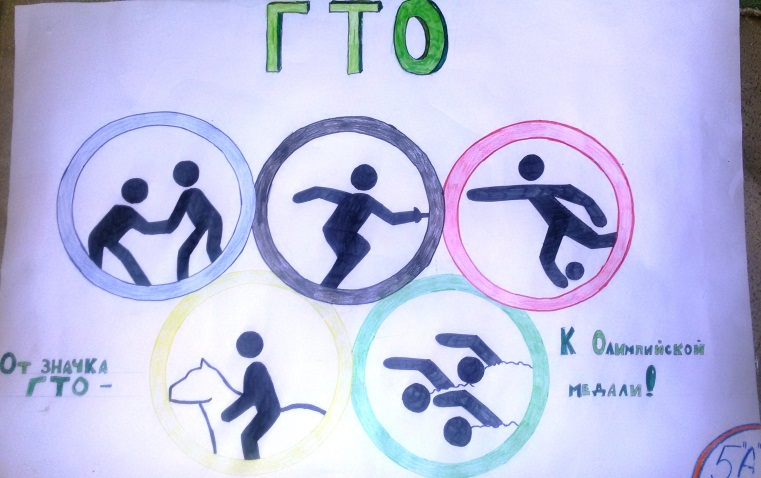 ГТО
От значка
ГТО -
К Олимпийской
медали!
5"А"